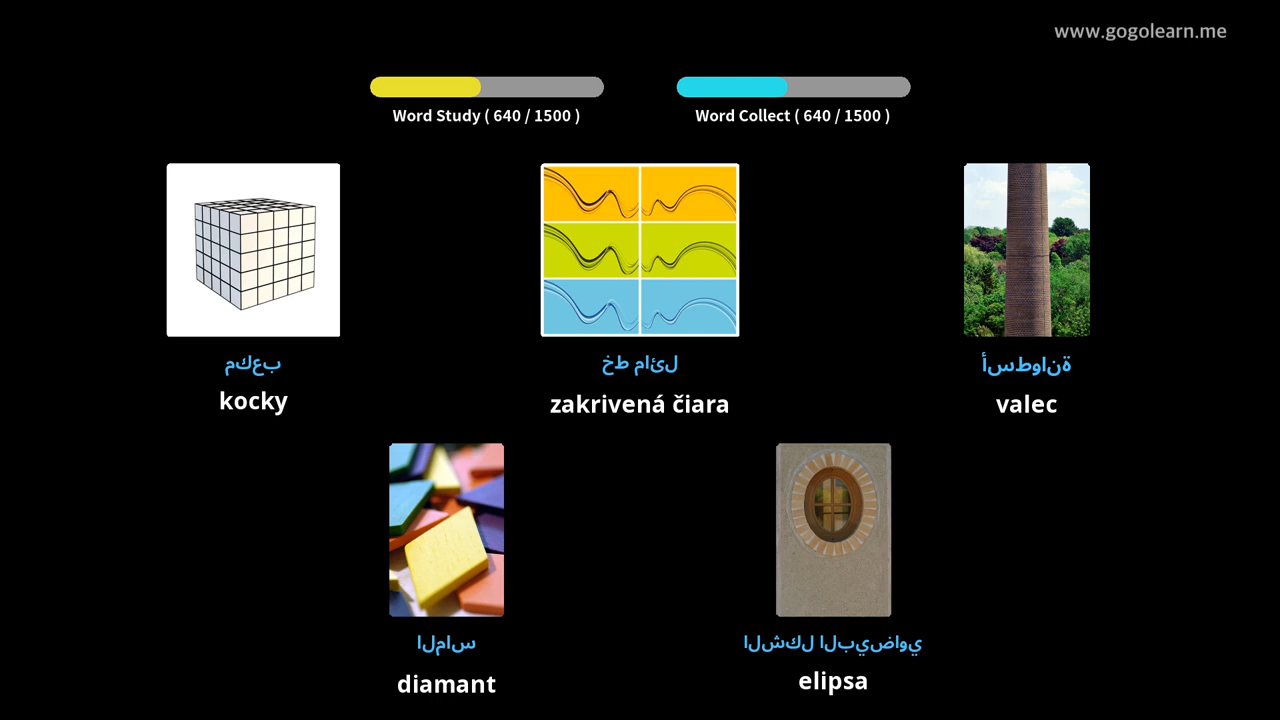 www.gogolearn.me
Word Study ( 640 / 1500 )
Word Collect ( 640 / 1500 )
مكعب
خط مائل
أسطوانة
kocky
zakrivená čiara
valec
الماس
الشكل البيضاوي
diamant
elipsa